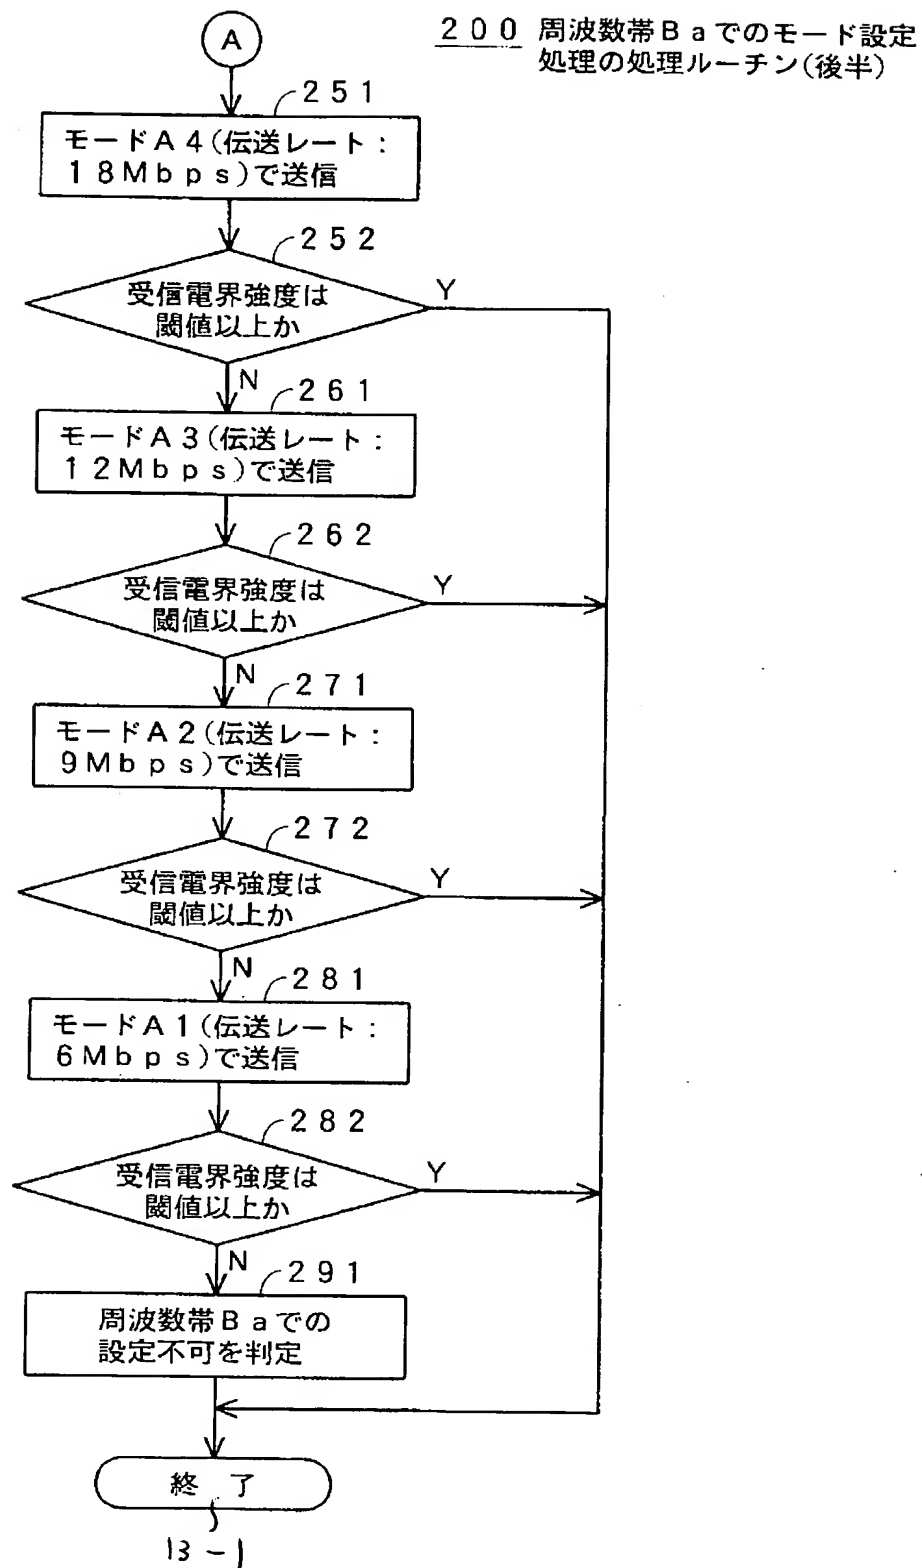 200 周波数帯Baでのモード設定
処理の処理ルーチン(後半)
A
251
モードA4(伝送レート:
18Mbps)で送信
252
受信電界強度は
閾値以上か
Y
N
261
モードA3(伝送レート:
12Mbps)で送信
262
受信電界強度は
閾値以上か
Y
N
271
モードA2(伝送レート:
9Mbps)で送信
272
受信電界強度は
閾値以上か
Y
N
281
モードA1(伝送レート:
6Mbps)で送信
282
受信電界強度は
閾値以上か
Y
N
291
周波数帯Baでの
設定不可を判定
終了
13-1